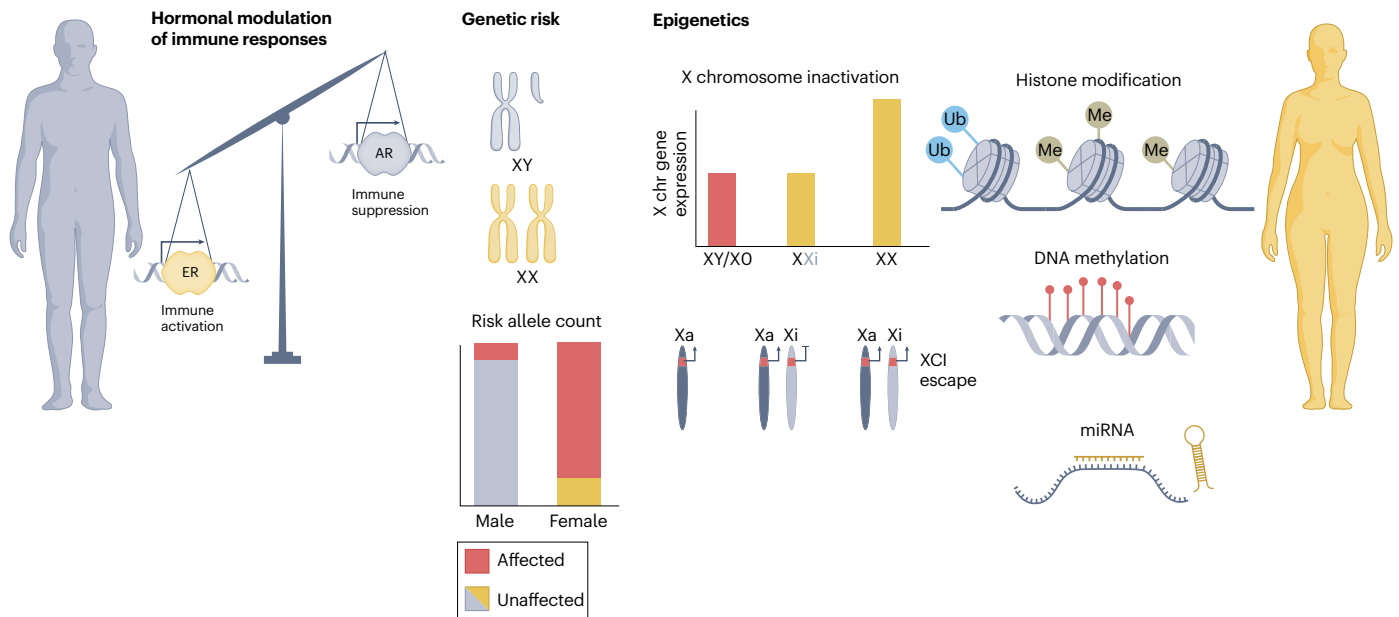 Hormonal modulation
of immune responses
AR
Immune
suppression
ER
Immune
activation
Genetic risk
XY
XX
Risk allele count
Male
Female
Affected
Unaffected
Epigenetics
X chromosome inactivation
X chr gene
expression
XY/X0
XXi
XX
Xa
Xa
Xi
Xa
Xi
XCI
escape
Histone modification
Ub
Ub
Me
Me
Me
DNA methylation
miRNA